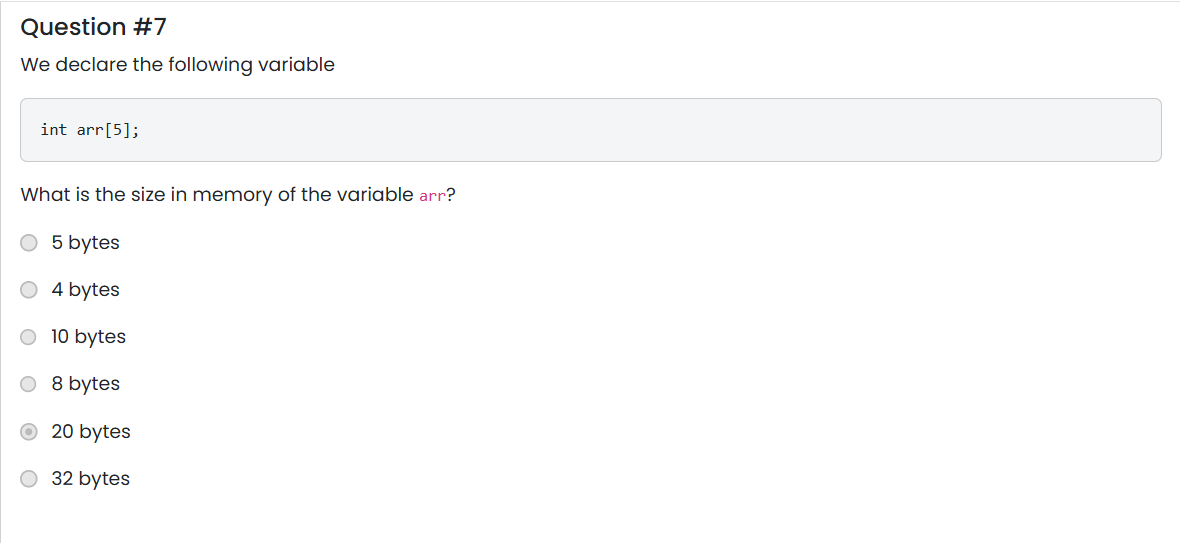 Question #7
We declare the following variable
int arr[5];
What is the size in memory of the variable arr?
5 bytes
4 bytes
10 bytes
8 bytes
20 bytes
32 bytes